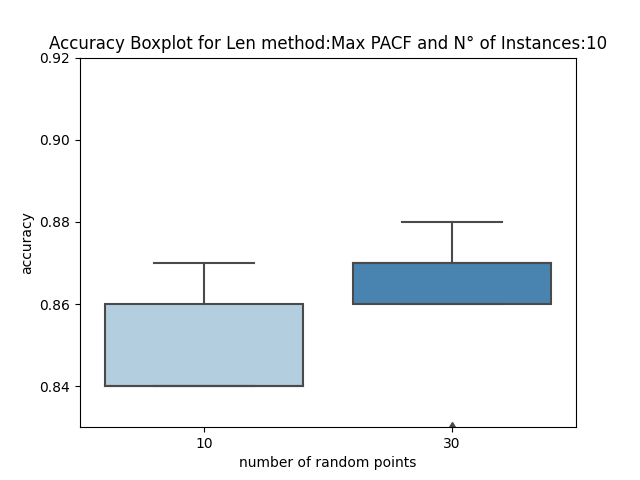 Accuracy Boxplot for Len method:Max PACF and N° of Instances:10
0.92
0.90
0.88
0.86
0.84
accuracy
10 30
number of random points